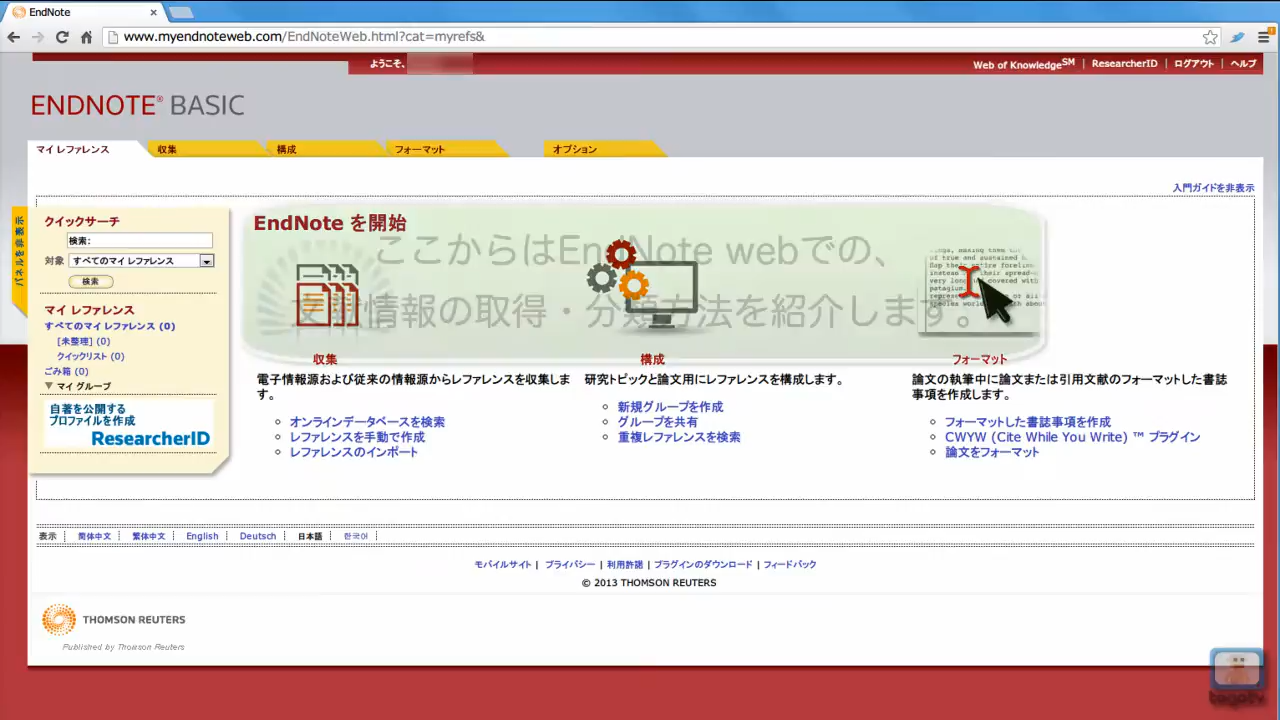 EndNote
www.myendnoteweb.com/EndNoteWeb.html?cat=myrefs&
ようこそ、
Web of Knowledge SM | ResearcherID | ログアウト | ヘルプ
ENDNOTE® BASIC
マイ レファレンス
収集
構成
フォーマット
オプション
入門ガイドを非表示
パネルを非表示
クイックサーチ
検索:
対象 すべてのマイ レファレンス
検索
マイ レファレンス
すべてのマイ レファレンス (0)
[未整理] (0)
クイックリスト (0)
ごみ箱 (0)
マイ グループ
自著を公開する
プロファイルを作成
ResearcherID
EndNote を開始
ここからはEndNote webでの、
文献情報の取得・分類方法を紹介します。
収集
電子情報源および従来の情報源からレファレンスを収集しま
す。
オンラインデータベースを検索
レファレンスを手動で作成
レファレンスのインポート
構成
研究トピックと論文用にレファレンスを構成します。
新規グループを作成
グループを共有
重複レファレンスを検索
フォーマット
論文の執筆中に論文または引用文献のフォーマットした書誌
事項を作成します。
フォーマットした書誌事項を作成
CWYW (Cite While You Write) ™ プラグイン
論文をフォーマット
表示 简体中文 繁体中文 English Deutsch 日本語 한국어
モバイルサイト | プライバシー | 利用許諾 | プラグインのダウンロード | フィードバック
© 2013 THOMSON REUTERS
THOMSON REUTERS
Published by Thomson Reuters
togotv